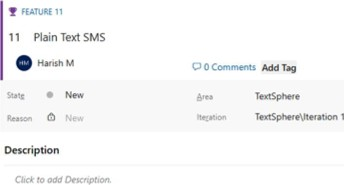 FEATURE 11
11 Plain Text SMS
HM Harish M
0 Comments Add Tag
State New
Area TextSphere
Reason New
Iteration TextSphere\Iteration 1
Description
Click to add Description.